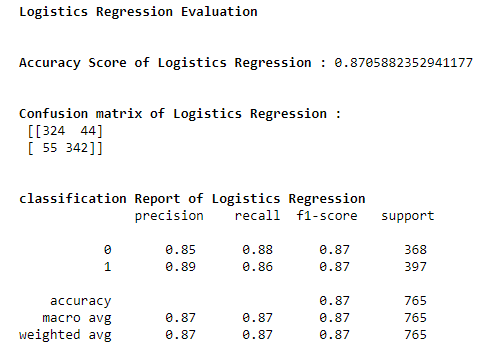 Logistics Regression Evaluation
Accuracy Score of Logistics Regression : 0.8705882352941177
Confusion matrix of Logistics Regression :
[[324  44]
[ 55 342]]
classification Report of Logistics Regression
precision    recall  f1-score   support
0       0.85      0.88      0.87       368
1       0.89      0.86      0.87       397
accuracy                           0.87       765
macro avg       0.87      0.87      0.87       765
weighted avg       0.87      0.87      0.87       765